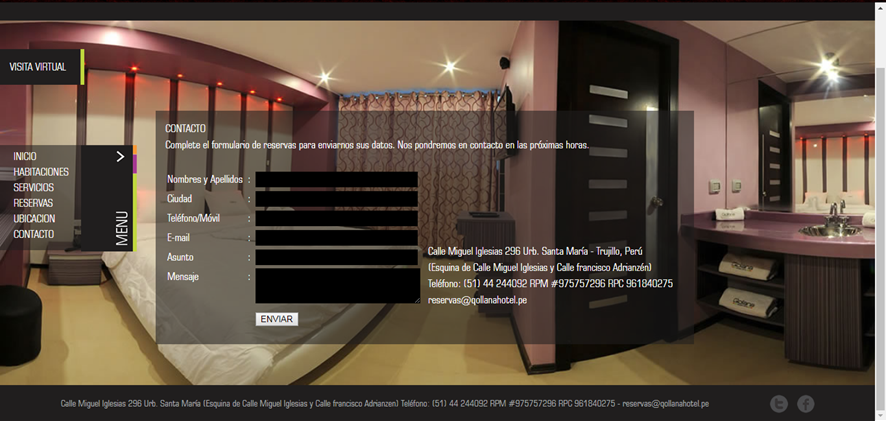 VISITA VIRTUAL
INICIO
HABITACIONES
SERVICIOS
RESERVAS
UBICACION
CONTACTO
MENU
CONTACTO
Complete el formulario de reservas para enviarnos sus datos. Nos pondremos en contacto en las próximas horas.
Nombres y Apellidos :
Ciudad :
Teléfono/Móvil :
E-mail :
Asunto :
Mensaje :
ENVIAR
Calle Miguel Iglesias 296 Urb. Santa María - Trujillo, Perú
(Esquina de Calle Miguel Iglesias y Calle francisco Adrianzén)
Teléfono: (51) 44 244092 RPM #975757296 RPC 961840275
reservas@qollanahotel.pe
Calle Miguel Iglesias 296 Urb. Santa María (Esquina de Calle Miguel Iglesias y Calle francisco Adrianzen) Teléfono: (51) 44 244092 RPM #975757296 RPC 961840275 - reservas@qollanahotel.pe